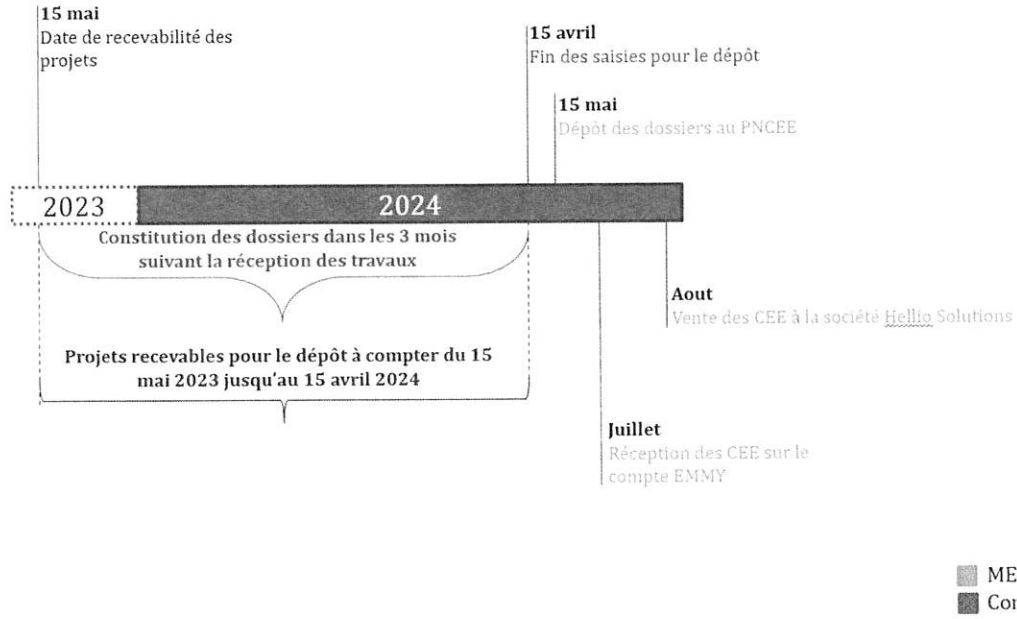 15 mai
Date de recevabilité des
projets
15 avril
Fin des saisies pour le dépôt
15 mai
Dépôt des dossiers au PNCEE
2023
2024
Constitution des dossiers dans les 3 mois
suivant la réception des travaux
Aout
Vente des CEE à la société Hellio Solutions
Projets recevables pour le dépôt à compter du 15
mai 2023 jusqu'au 15 avril 2024
Juillet
Réception des CEE sur le
compte EMMY
ME